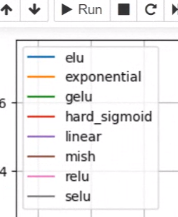 Run
elu
exponential
gelu
hard_sigmoid
6
linear
mish
4
relu
selu